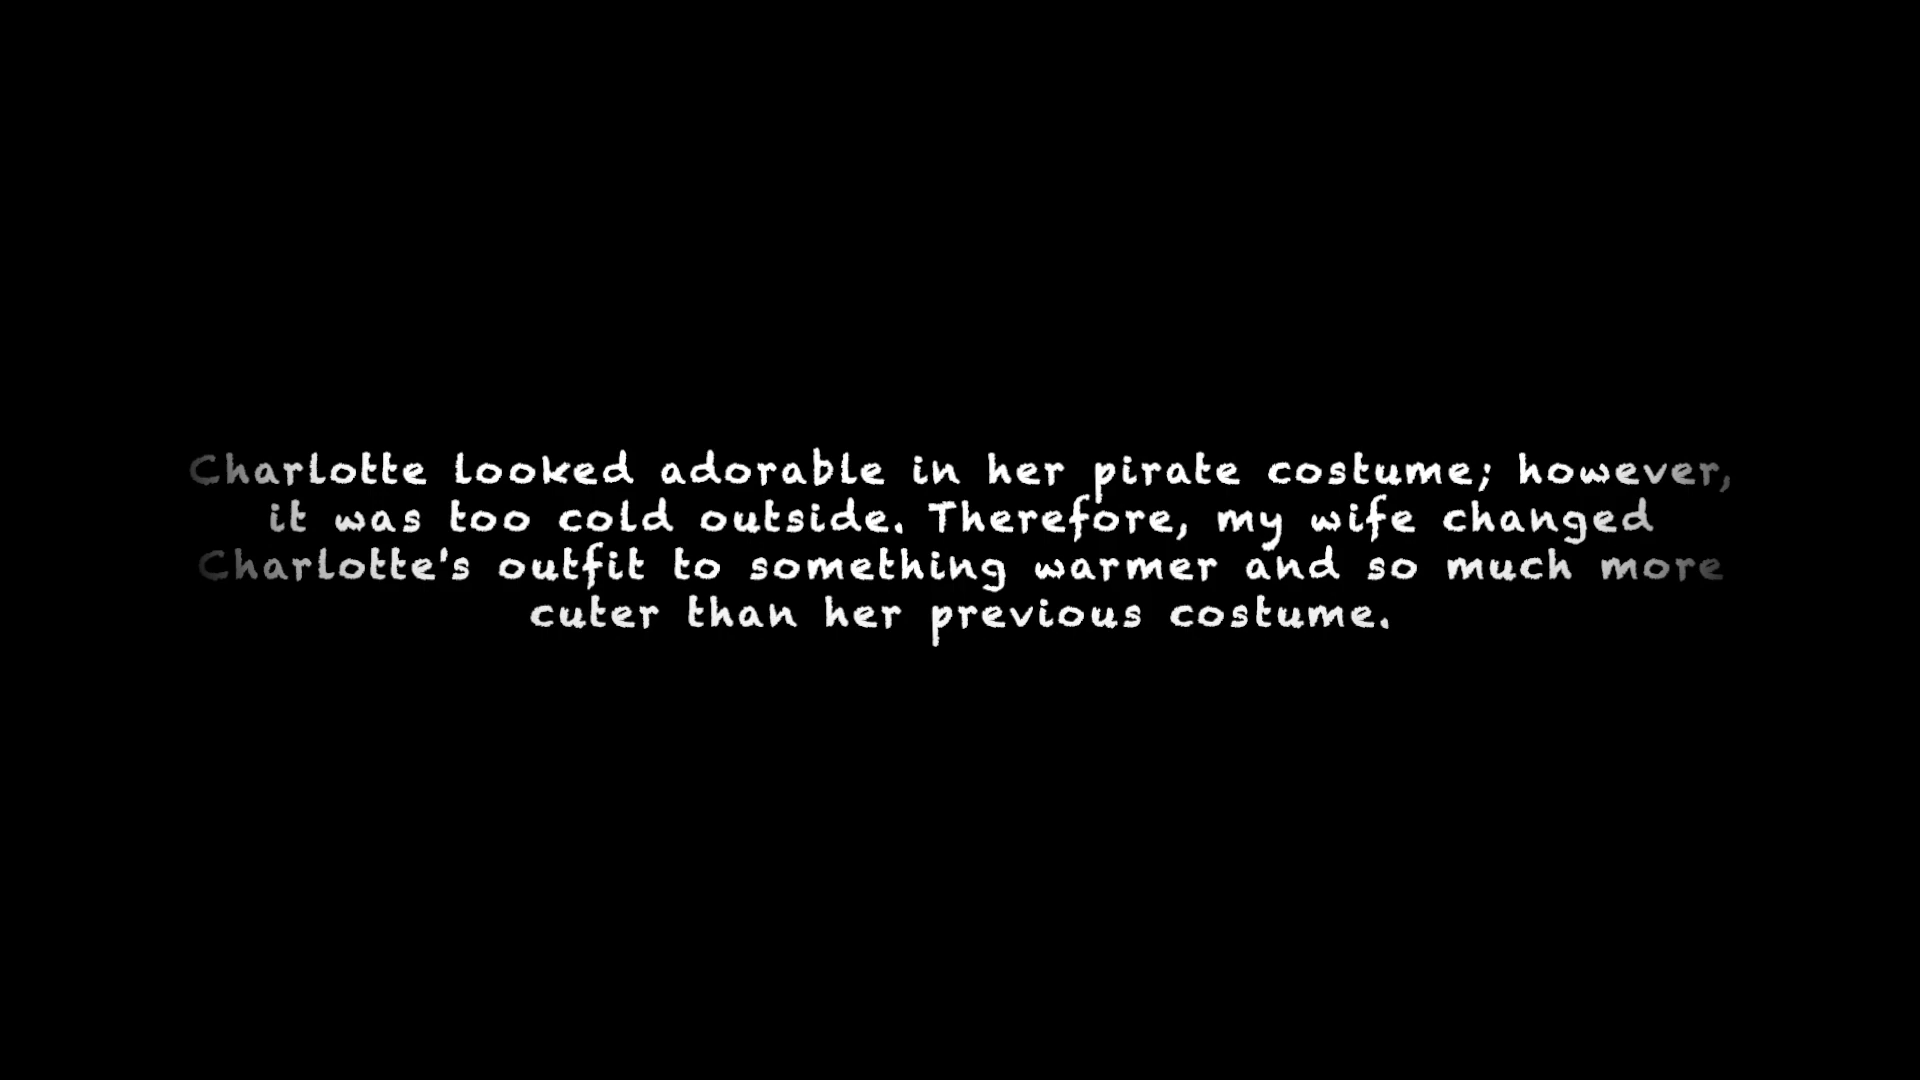 Charlotte looked adorable in her pirate costume; however,
it was too cold outside. Therefore, my wife changed
Charlotte's outfit to something warmer and so much more
cuter than her previous costume.